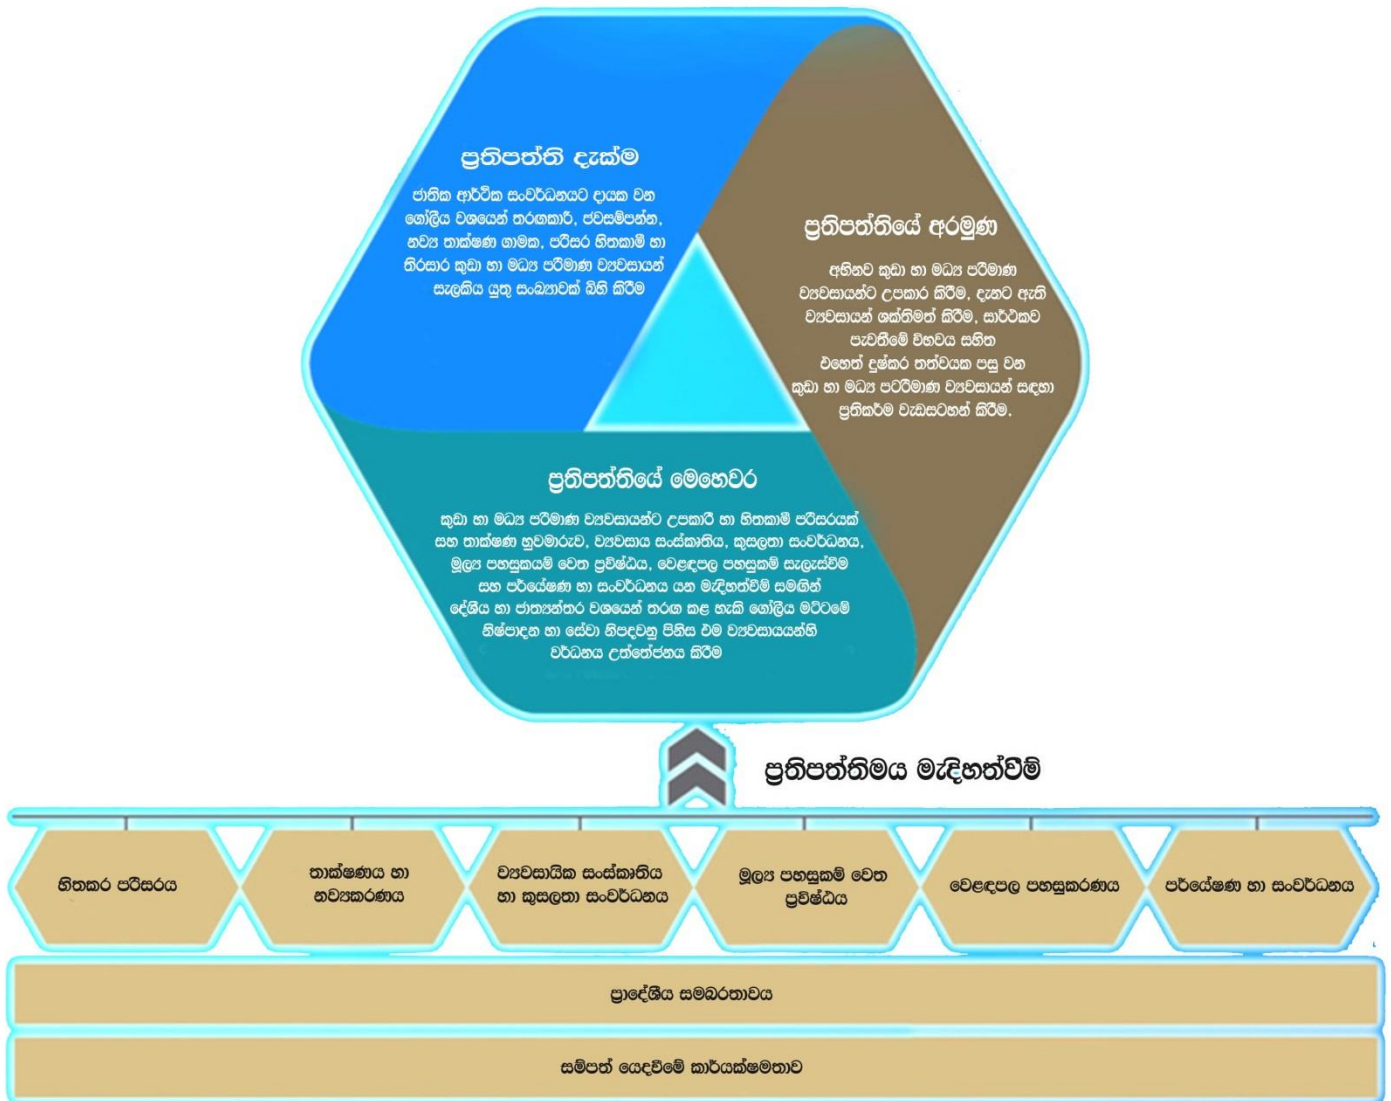 ප්‍රතිපත්ති දැක්ම
ජාතික ආර්ථික සංවර්ධනයට දායක වන
ගෝලීය වශයෙන් තරඟකාරී, ජවසම්පන්න,
නව්‍ය තාක්ෂණ ගාමක, පරිසර හිතකාමී හා
තිරසාර කුඩා හා මධ්‍ය පරිමාණ ව්‍යවසායන්
සැලකිය යුතු සංඛ්‍යාවක් බිහි කිරීම
ප්‍රතිපත්තියේ අරමුණ
අභිනව කුඩා හා මධ්‍ය පරිමාණ
ව්‍යවසායන්ට උපකාර කිරීම, දැනට ඇති
ව්‍යවසායන් ශක්තිමත් කිරීම, සාර්ථකව
පැවතීමේ විභවය සහිත
එහෙත් දුෂ්කර තත්වයක පසු වන
කුඩා හා මධ්‍ය පටරිමාණ ව්‍යවසායන් සඳහා
ප්‍රතිකර්ම වැඩසටහන් කිරීම.
ප්‍රතිපත්තියේ මෙහෙවර
කුඩා හා මධ්‍ය පරිමාණ ව්‍යවසායන්ට උපකාරී හා හිතකාමී පරිසරයක්
සහ තාක්ෂණ හුවමාරුව, ව්‍යවසාය සංස්කෘතිය, කුසලතා සංවර්ධනය,
මූල්‍ය පහසුකයම් වෙත ප්‍රවිෂ්ඨය, වෙළඳපල පහසුකම් සැලැස්වීම
සහ පර්යේෂණ හා සංවර්ධනය යන මැදිහත්වීම් සමඟින්
දේශීය හා ජාත්‍යන්තර වශයෙන් තරඟ කළ හැකි ගෝලීය මට්ටමේ
නිෂ්පාදන හා සේවා නිපදවනු පිනිස එම ව්‍යවසායයන්හි
වර්ධනය උත්තේජනය කිරීම
ප්‍රතිපත්තිමය මැදිහත්වීම්
හිතකර පරිසරය
තාක්ෂණය හා
නව්‍යකරණය
ව්‍යවසායික සංස්කෘතිය
හා කුසලතා සංවර්ධනය
මූල්‍ය පහසුකම් වෙත
ප්‍රවිෂ්ඨය
වෙළඳපල පහසුකරණය
පර්යේෂණ හා සංවර්ධනය
ප්‍රාදේශීය සමබරතාවය
සම්පත් යෙදවීමේ කාර්යක්ෂමතාව